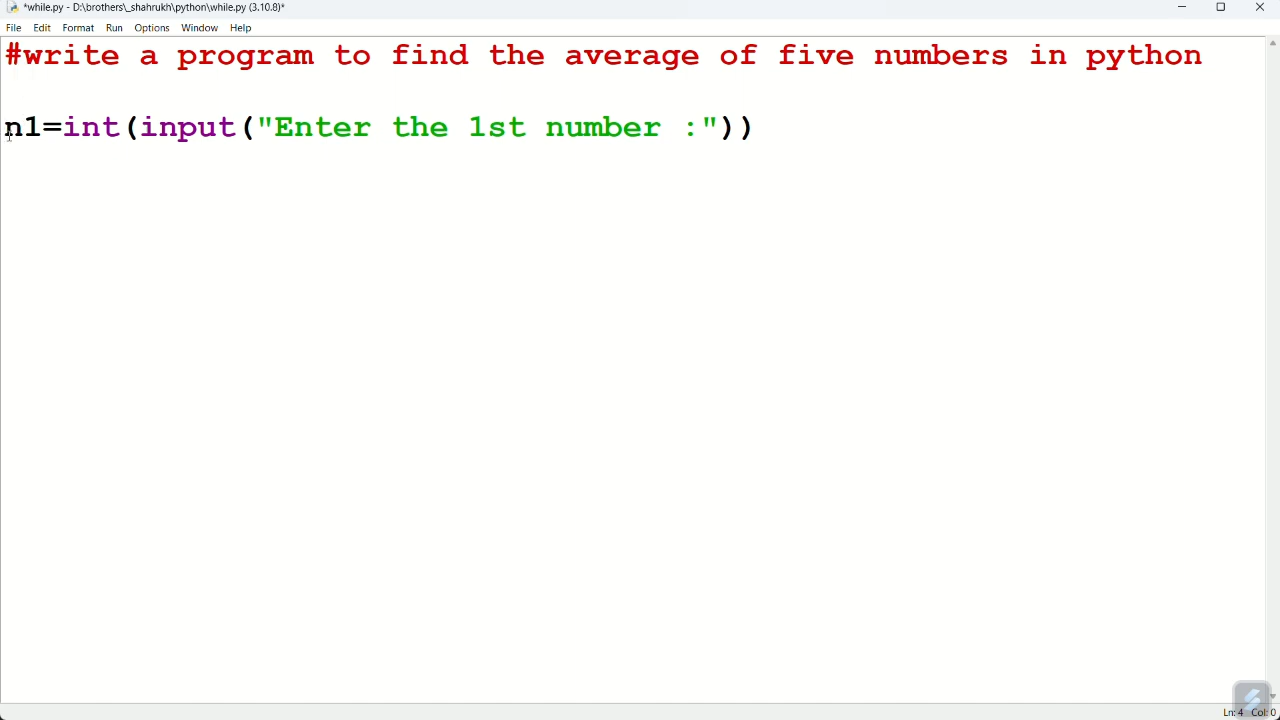 *while.py - D:\brothers\_shahrukh\python\while.py (3.10.8)*
File Edit Format Run Options Window Help
#write a program to find the average of five numbers in python
n1=int(input("Enter the 1st number :"))
Ln: 4 Col: 0